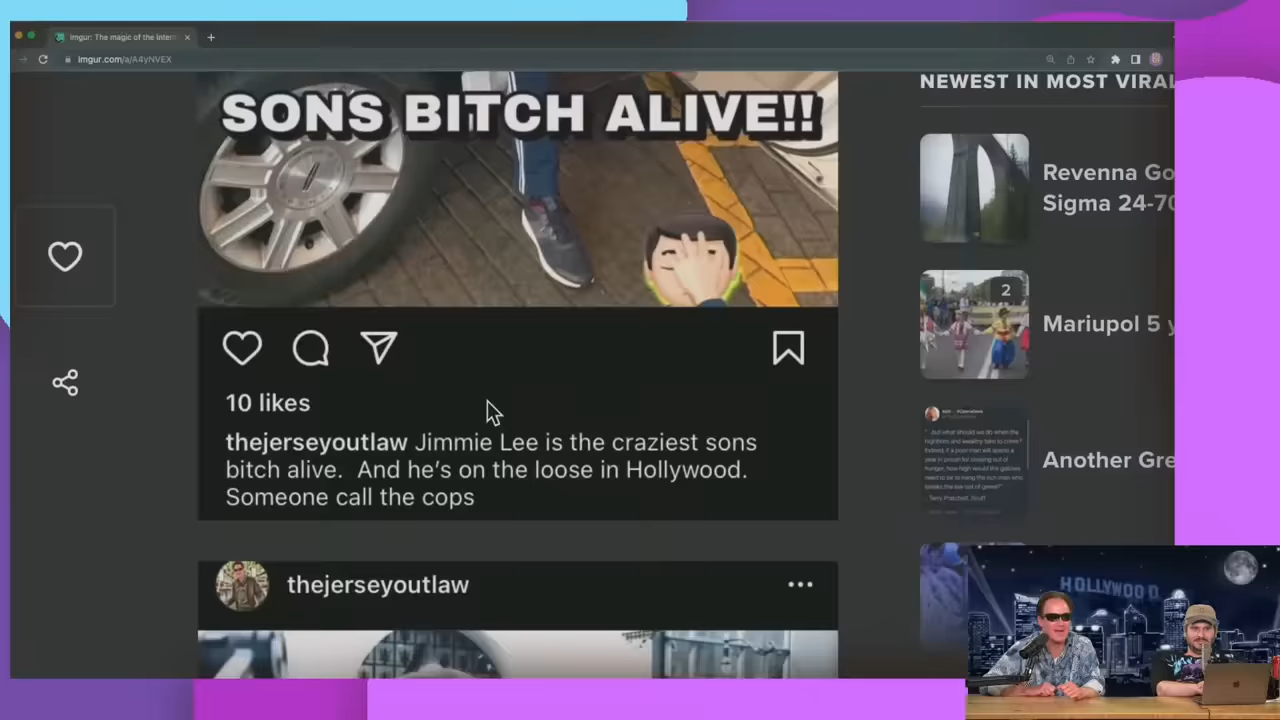 Imgur: The magic of the Intern
imgur.com/a/A4yNVEX
SONS BITCH ALIVE!!
10 likes
thejerseyoutlaw Jimmie Lee is the craziest sons
bitch alive.  And he's on the loose in Hollywood.
Someone call the cops
thejerseyoutlaw
NEWEST IN MOST VIRAL
Revenna Go
Sigma 24-70
2
Mariupol 5 y
Another Gre
HOLLYWOOD